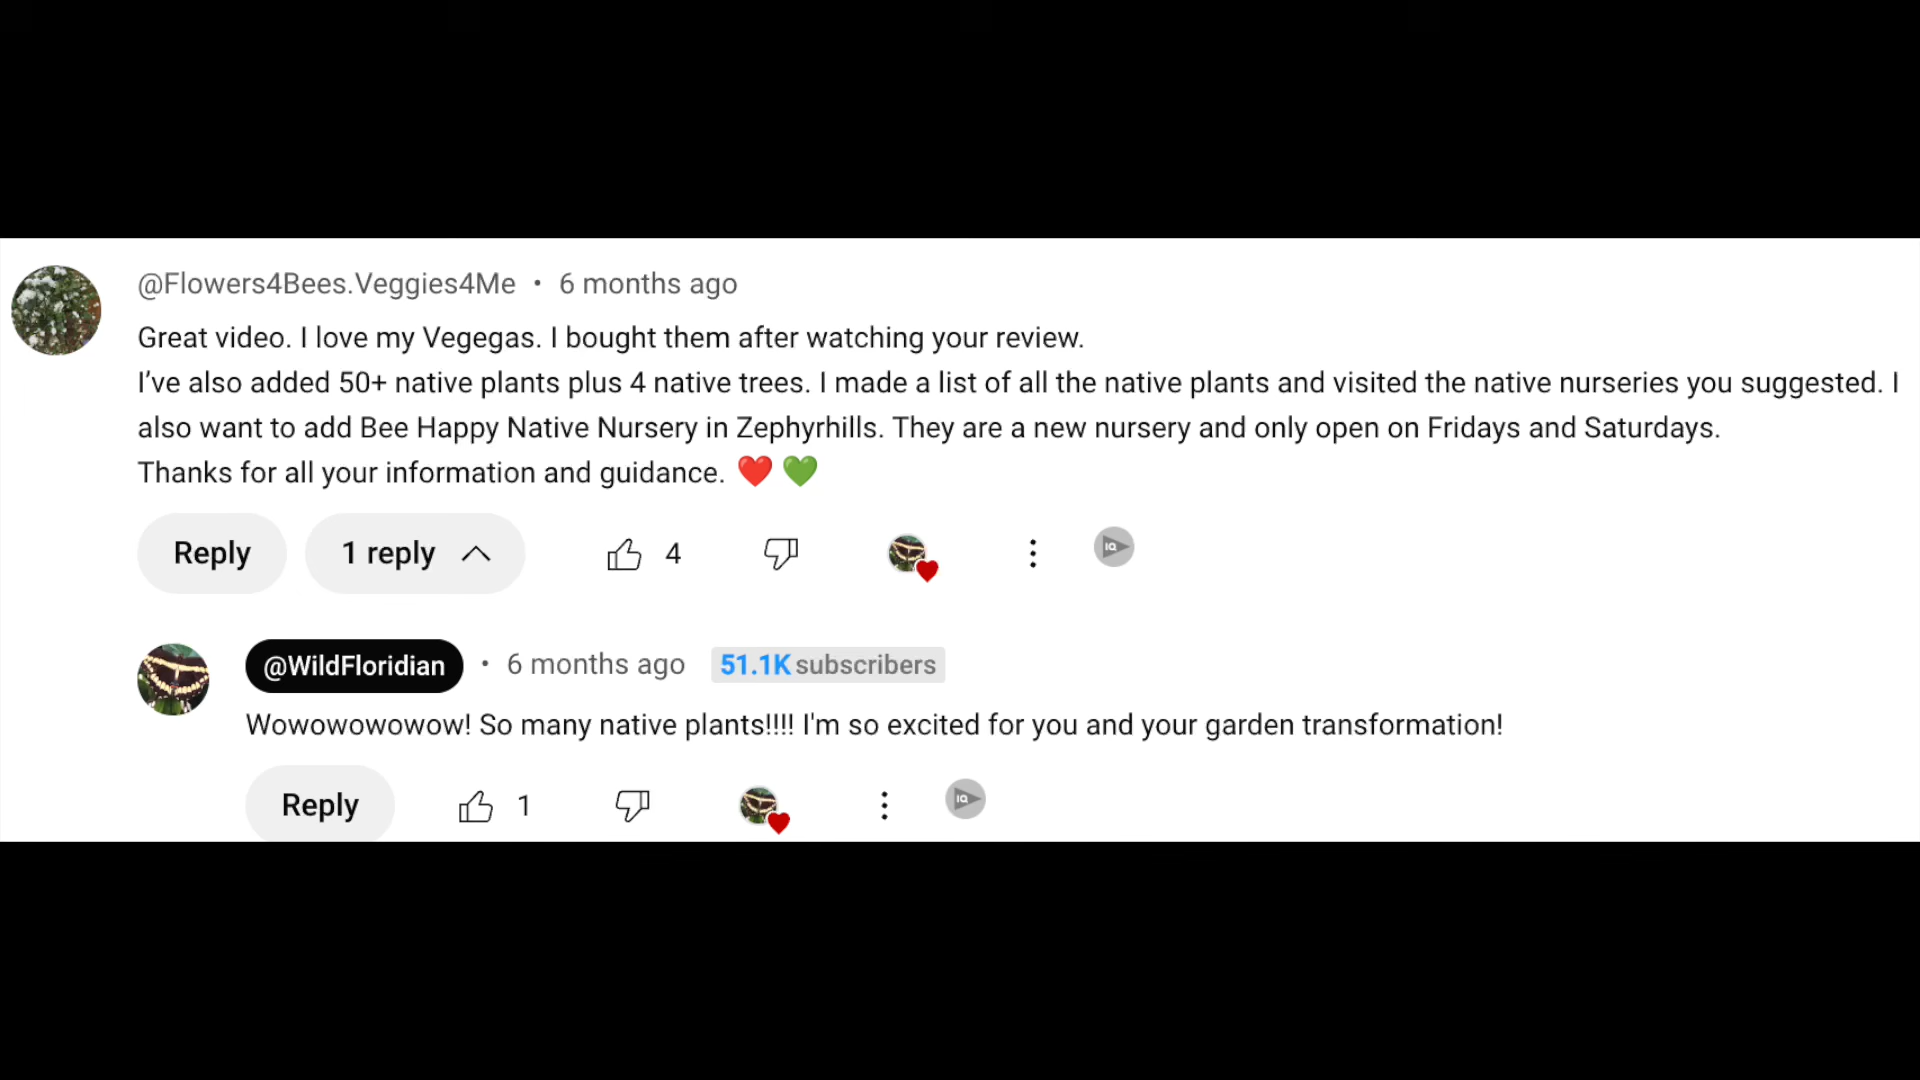 @Flowers4Bees.Veggies4Me • 6 months ago
Great video. I love my Vegegas. I bought them after watching your review.
I’ve also added 50+ native plants plus 4 native trees. I made a list of all the native plants and visited the native nurseries you suggested. I
also want to add Bee Happy Native Nursery in Zephyrhills. They are a new nursery and only open on Fridays and Saturdays.
Thanks for all your information and guidance. ❤️ 💚
Reply 1 reply 4 IQ
@WildFloridian • 6 months ago 51.1K subscribers
Wowowowowow! So many native plants!!!! I'm so excited for you and your garden transformation!
Reply 1 IQ